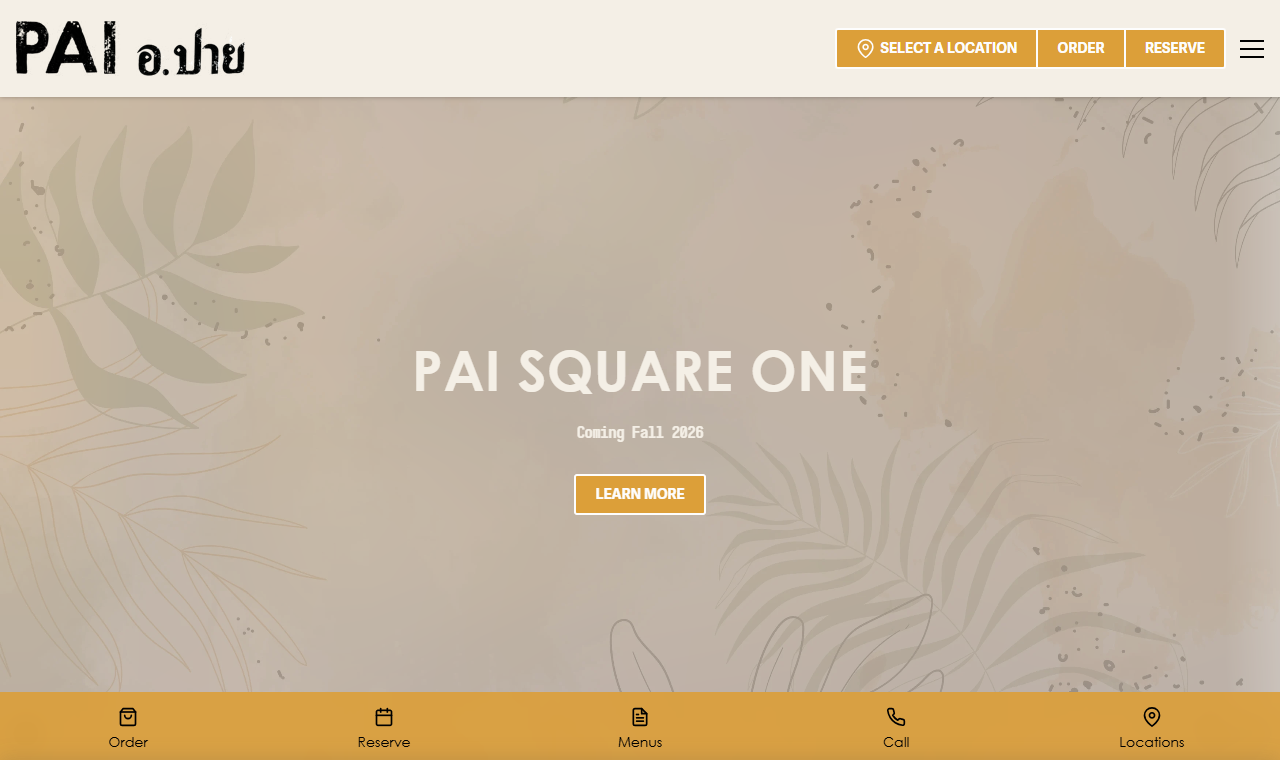 PAI อ.ปาย
SELECT A LOCATION
ORDER
RESERVE
PAI SQUARE ONE
Coming Fall 2026
LEARN MORE
Order
Reserve
Menus
Call
Locations